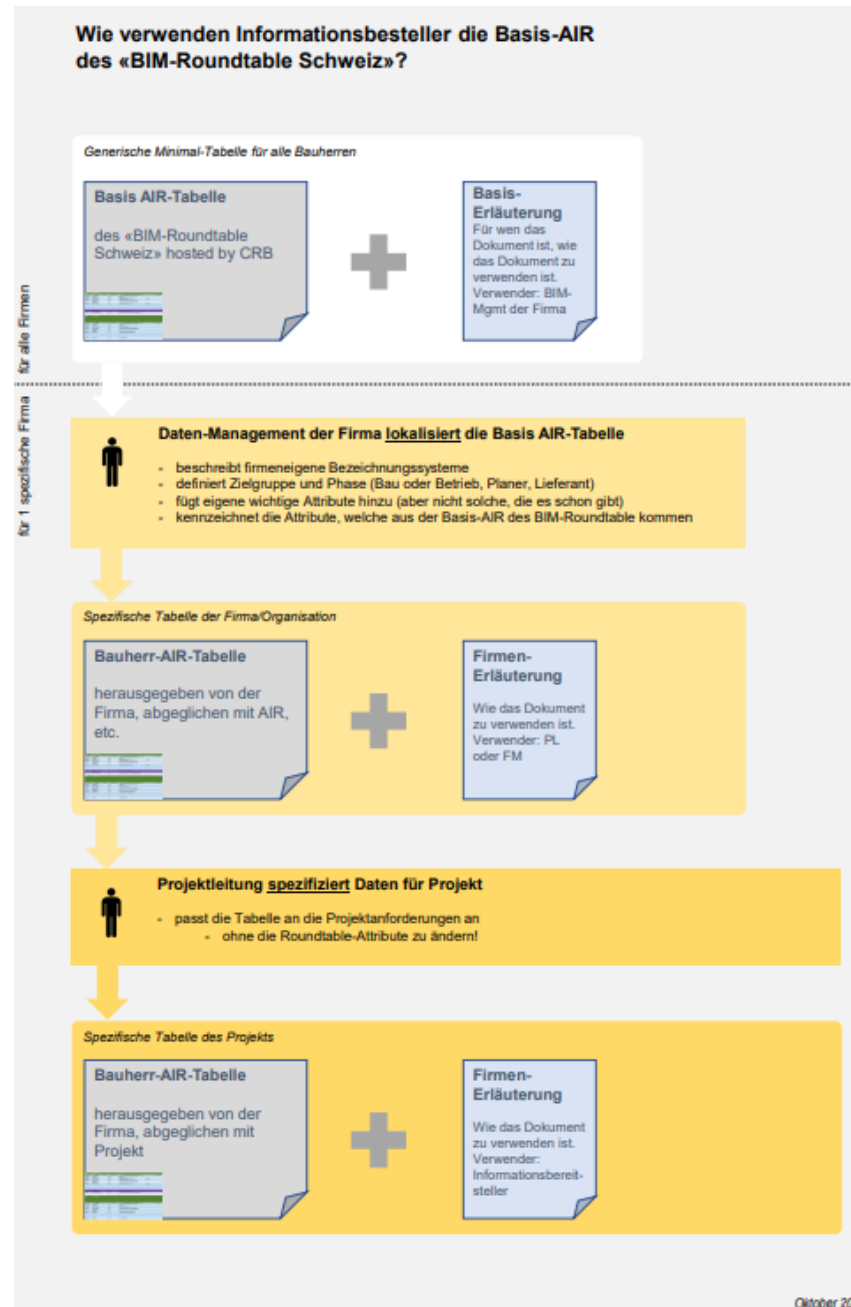 Wie verwenden Informationsbesteller die Basis-AIR
des «BIM-Roundtable Schweiz»?
Generische Minimal-Tabelle für alle Bauherren
Basis AIR-Tabelle
des «BIM-Roundtable
Schweiz» hosted by CRB
Basis-
Erläuterung
Für wen das
Dokument ist, wie
das Dokument zu
verwenden ist.
Verwender: BIM-
Mgmt der Firma
für alle Firmen
für 1 spezifische Firma
Daten-Management der Firma lokalisiert die Basis AIR-Tabelle
- beschreibt firmeneigene Bezeichnungssysteme
- definiert Zielgruppe und Phase (Bau oder Betrieb, Planer, Lieferant)
- fügt eigene wichtige Attribute hinzu (aber nicht solche, die es schon gibt)
- kennzeichnet die Attribute, welche aus der Basis-AIR des BIM-Roundtable kommen
Spezifische Tabelle der Firma/Organisation
Bauherr-AIR-Tabelle
herausgegeben von der
Firma, abgeglichen mit AIR,
etc.
Firmen-
Erläuterung
Wie das Dokument
zu verwenden ist.
Verwender: PL
oder FM
Projektleitung spezifiziert Daten für Projekt
- passt die Tabelle an die Projektanforderungen an
- ohne die Roundtable-Attribute zu ändern!
Spezifische Tabelle des Projekts
Bauherr-AIR-Tabelle
herausgegeben von der
Firma, abgeglichen mit
Projekt
Firmen-
Erläuterung
Wie das Dokument
zu verwenden ist.
Verwender:
Informationsbereit-
steller
Oktober 20